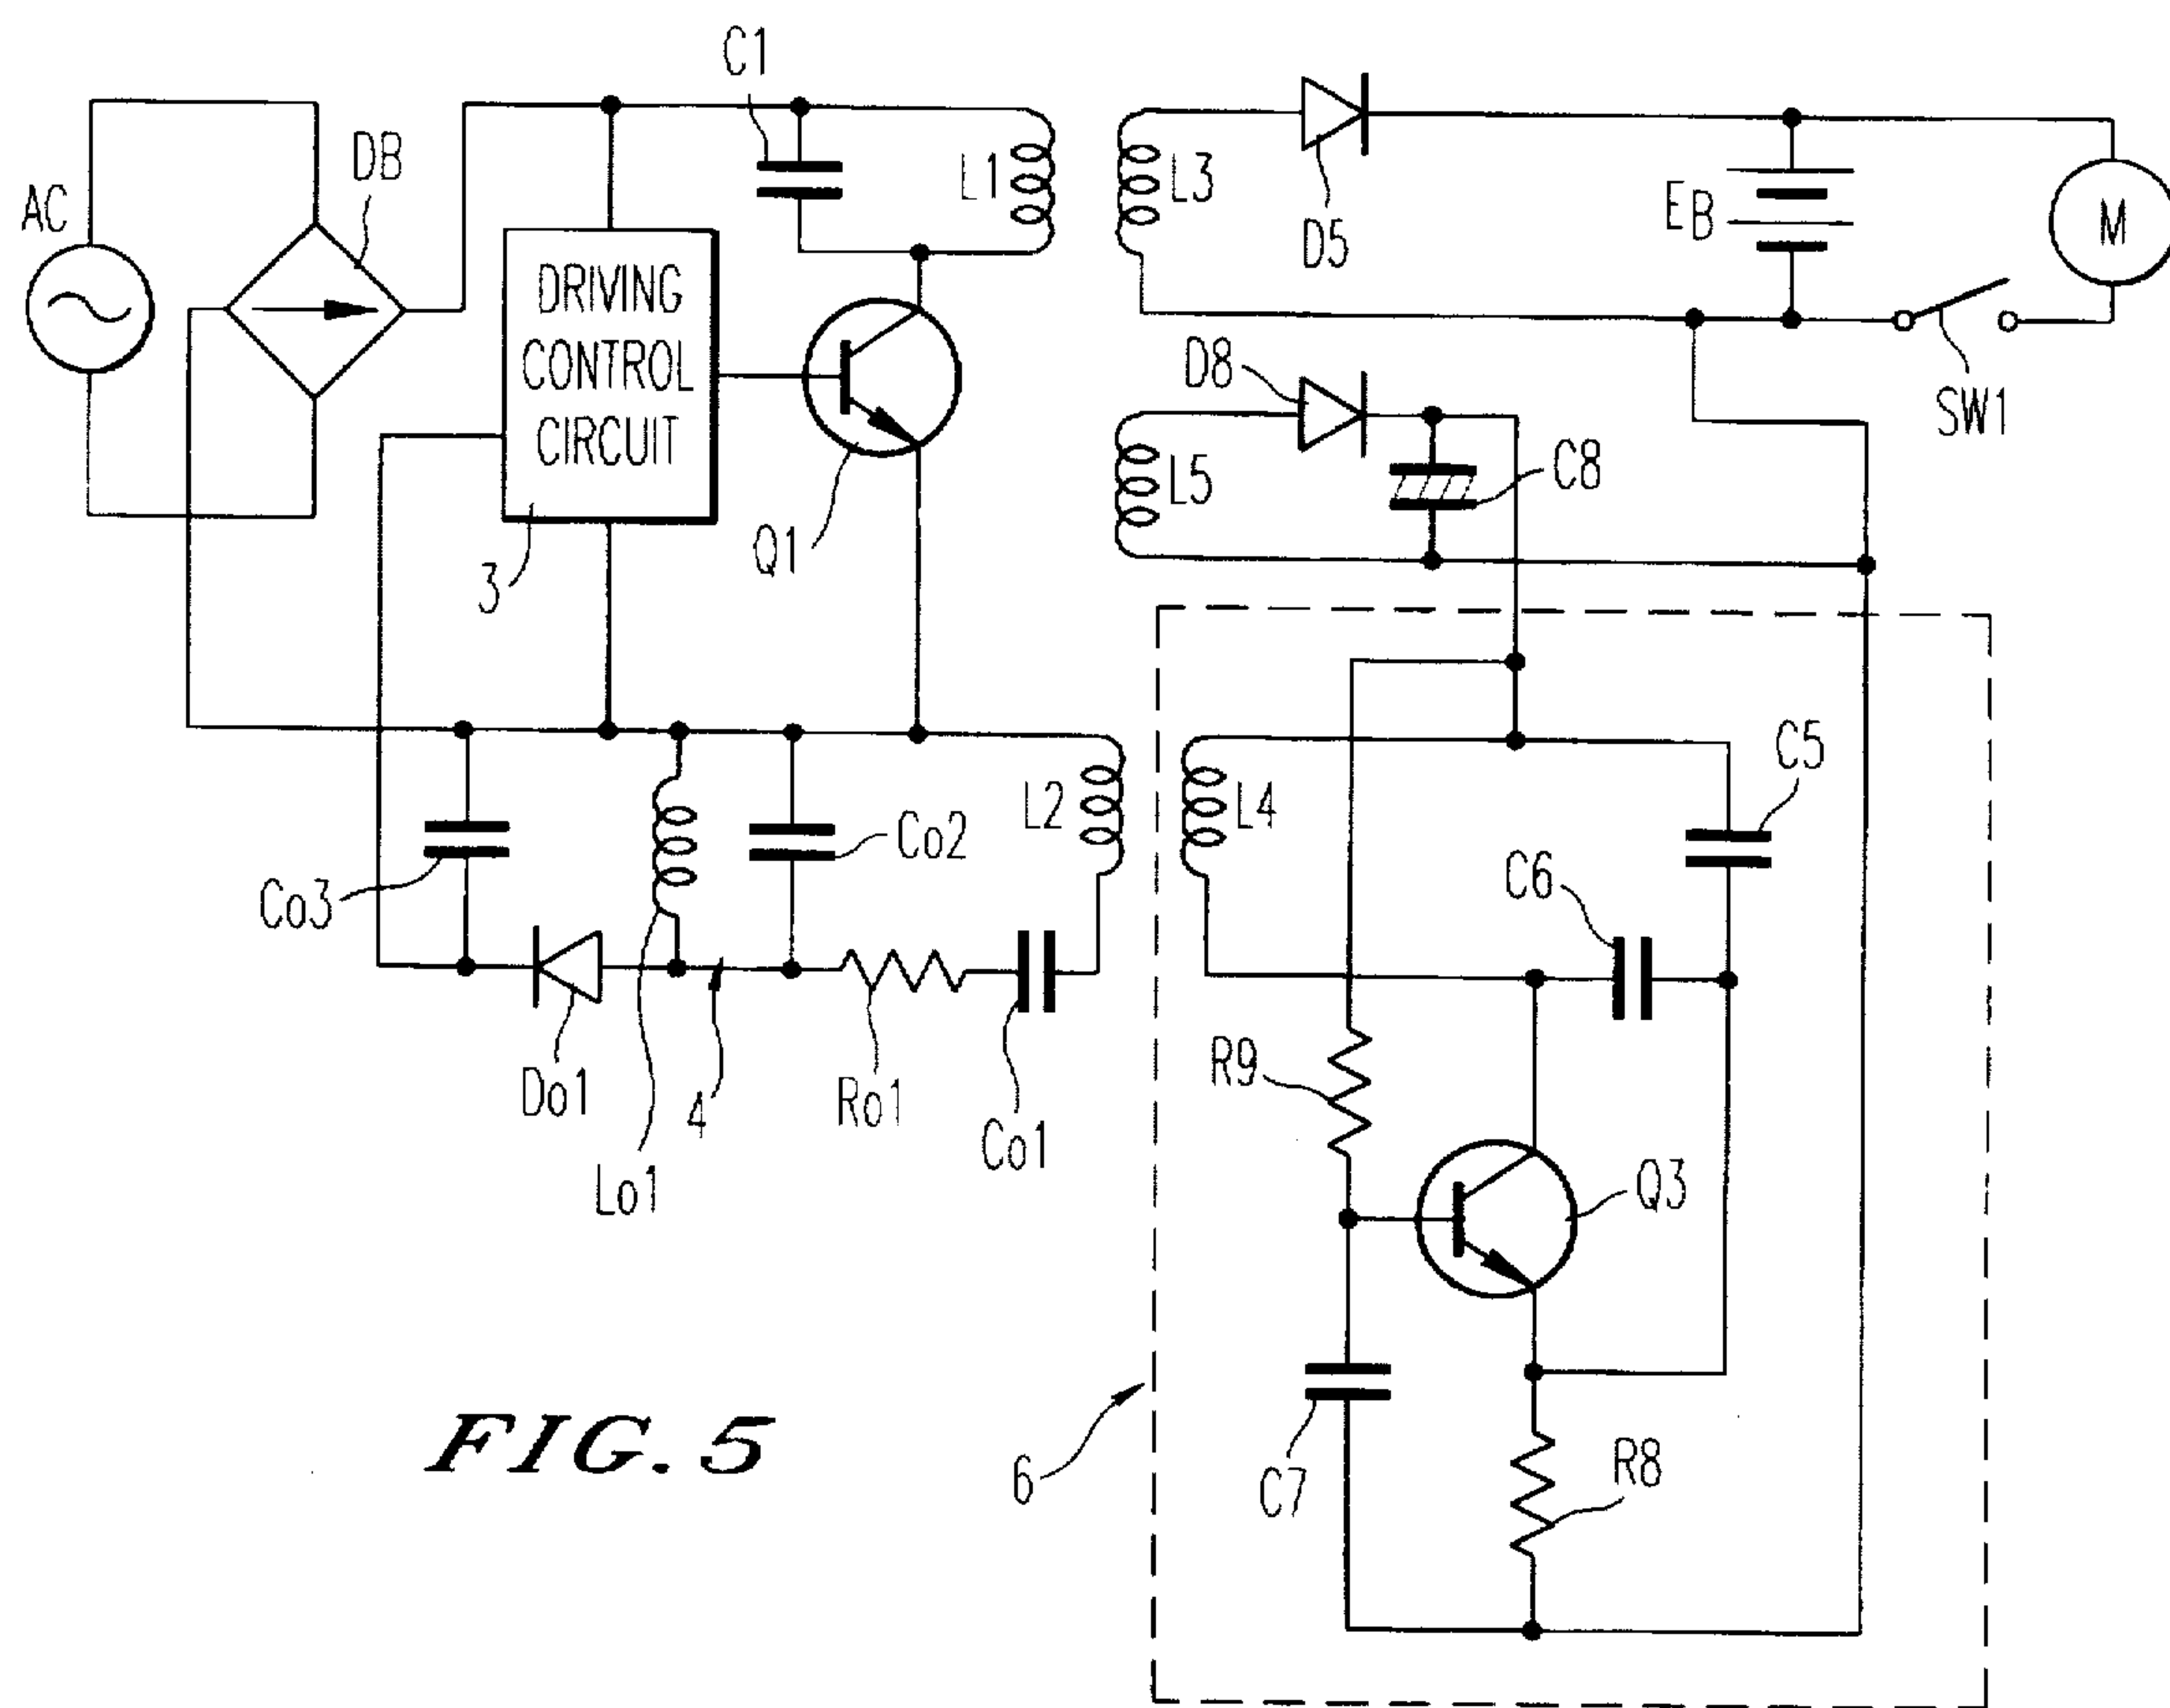 C1
DB
AC
L1
L3
D5
EB
M
DRIVING
CONTROL
CIRCUIT
D8
SW1
L5
C8
Q1
3
C5
L2
L4
Co2
C6
Co3
R9
Do1
4
Ro1
Co1
Lo1
Q3
FIG. 5
6
C7
R8